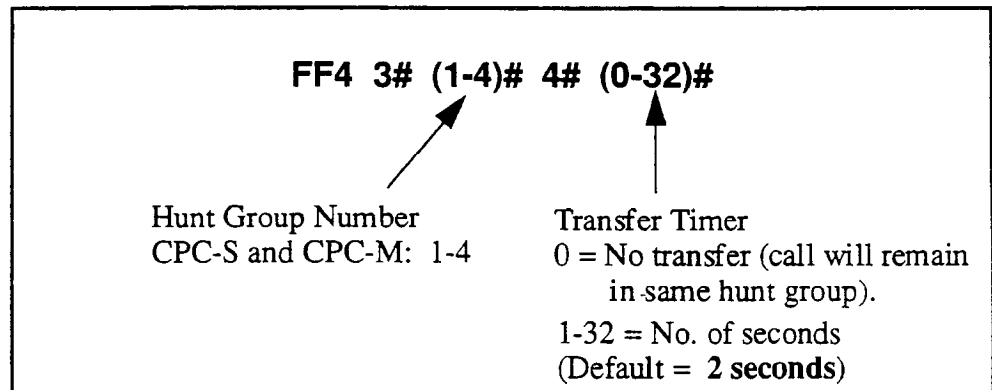 FF4 3# (1-4)# 4# (0-32)#
Hunt Group Number
CPC-S and CPC-M: 1-4
Transfer Timer
0 = No transfer (call will remain
in same hunt group).
1-32 = No. of seconds
(Default = 2 seconds)